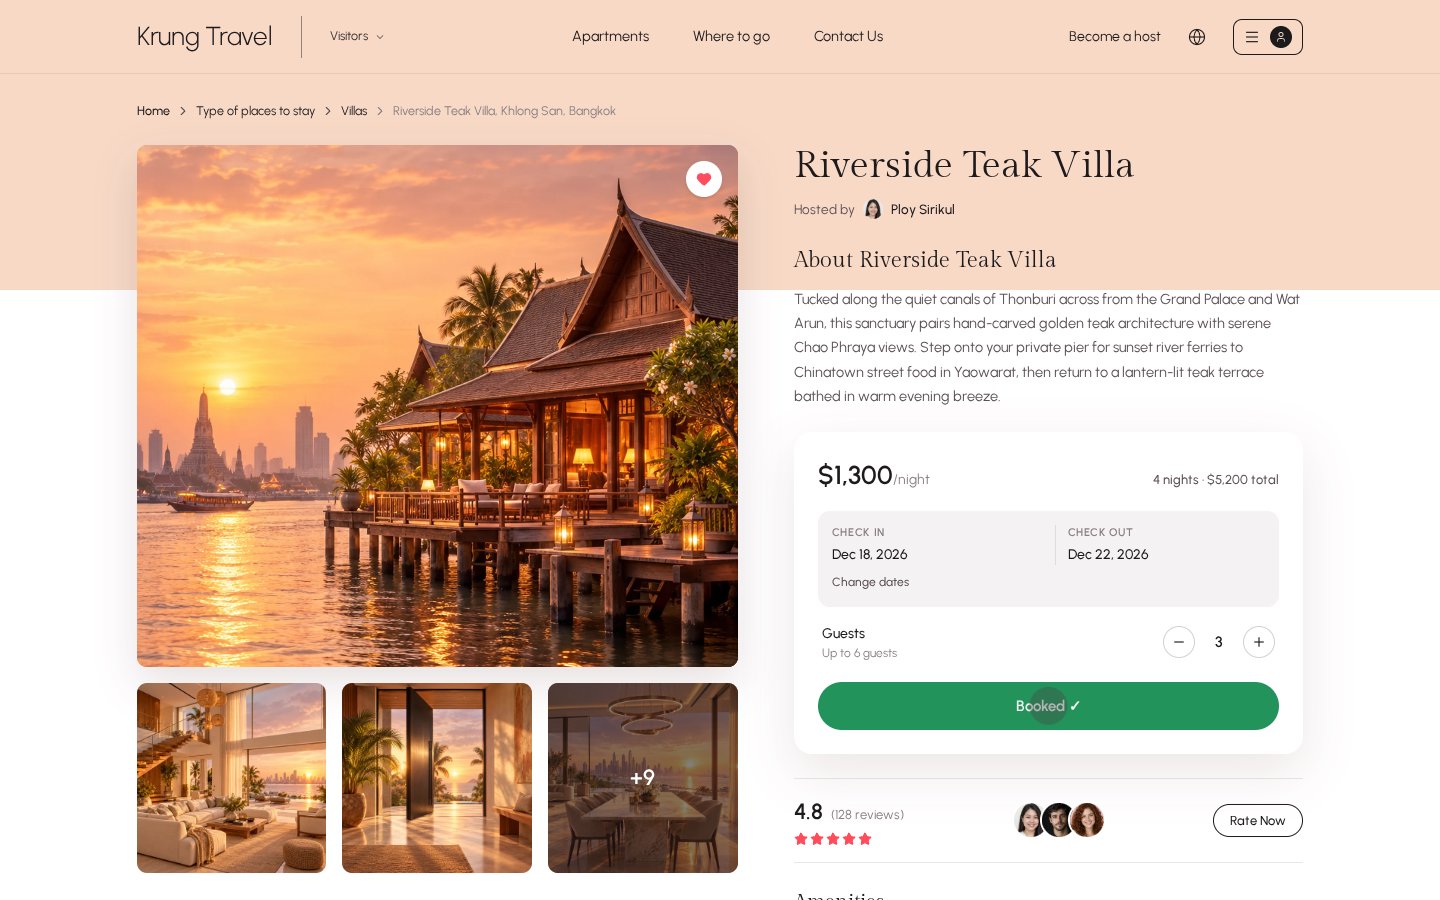 Krung Travel
Visitors
Apartments
Where to go
Contact Us
Become a host
Home > Type of places to stay > Villas > Riverside Teak Villa, Khlong San, Bangkok
Riverside Teak Villa
Hosted by Ploy Sirikul
About Riverside Teak Villa
Tucked along the quiet canals of Thonburi across from the Grand Palace and Wat
Arun, this sanctuary pairs hand-carved golden teak architecture with serene
Chao Phraya views. Step onto your private pier for sunset river ferries to
Chinatown street food in Yaowarat, then return to a lantern-lit teak terrace
bathed in warm evening breeze.
$1,300/night
4 nights · $5,200 total
CHECK IN
Dec 18, 2026
CHECK OUT
Dec 22, 2026
Change dates
Guests
Up to 6 guests
3
Booked ✓
+9
4.8 (128 reviews)
Rate Now
Amenities